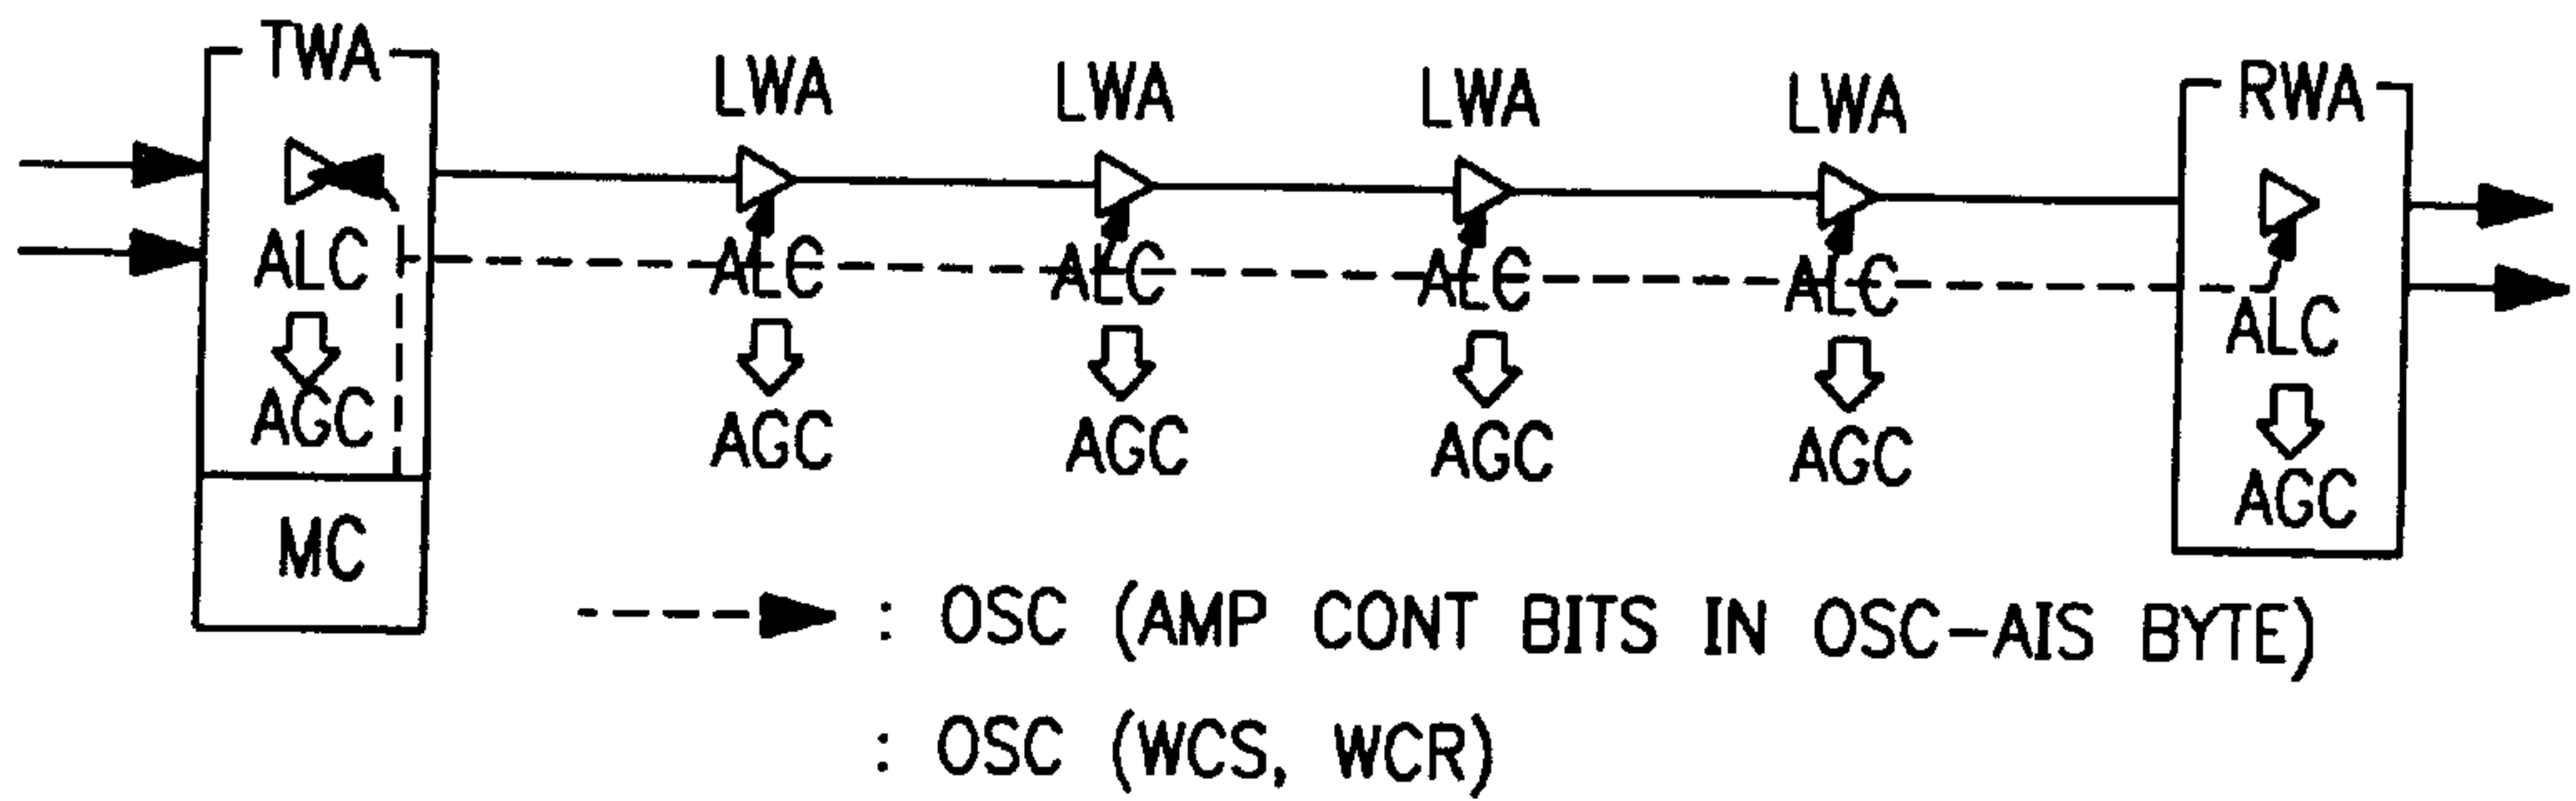 TWA
LWA
LWA
LWA
LWA
RWA
ALC
ALC
ALC
ALC
ALC
ALC
AGC
AGC
AGC
AGC
AGC
AGC
MC
: OSC (AMP CONT BITS IN OSC-AIS BYTE)
: OSC (WCS, WCR)